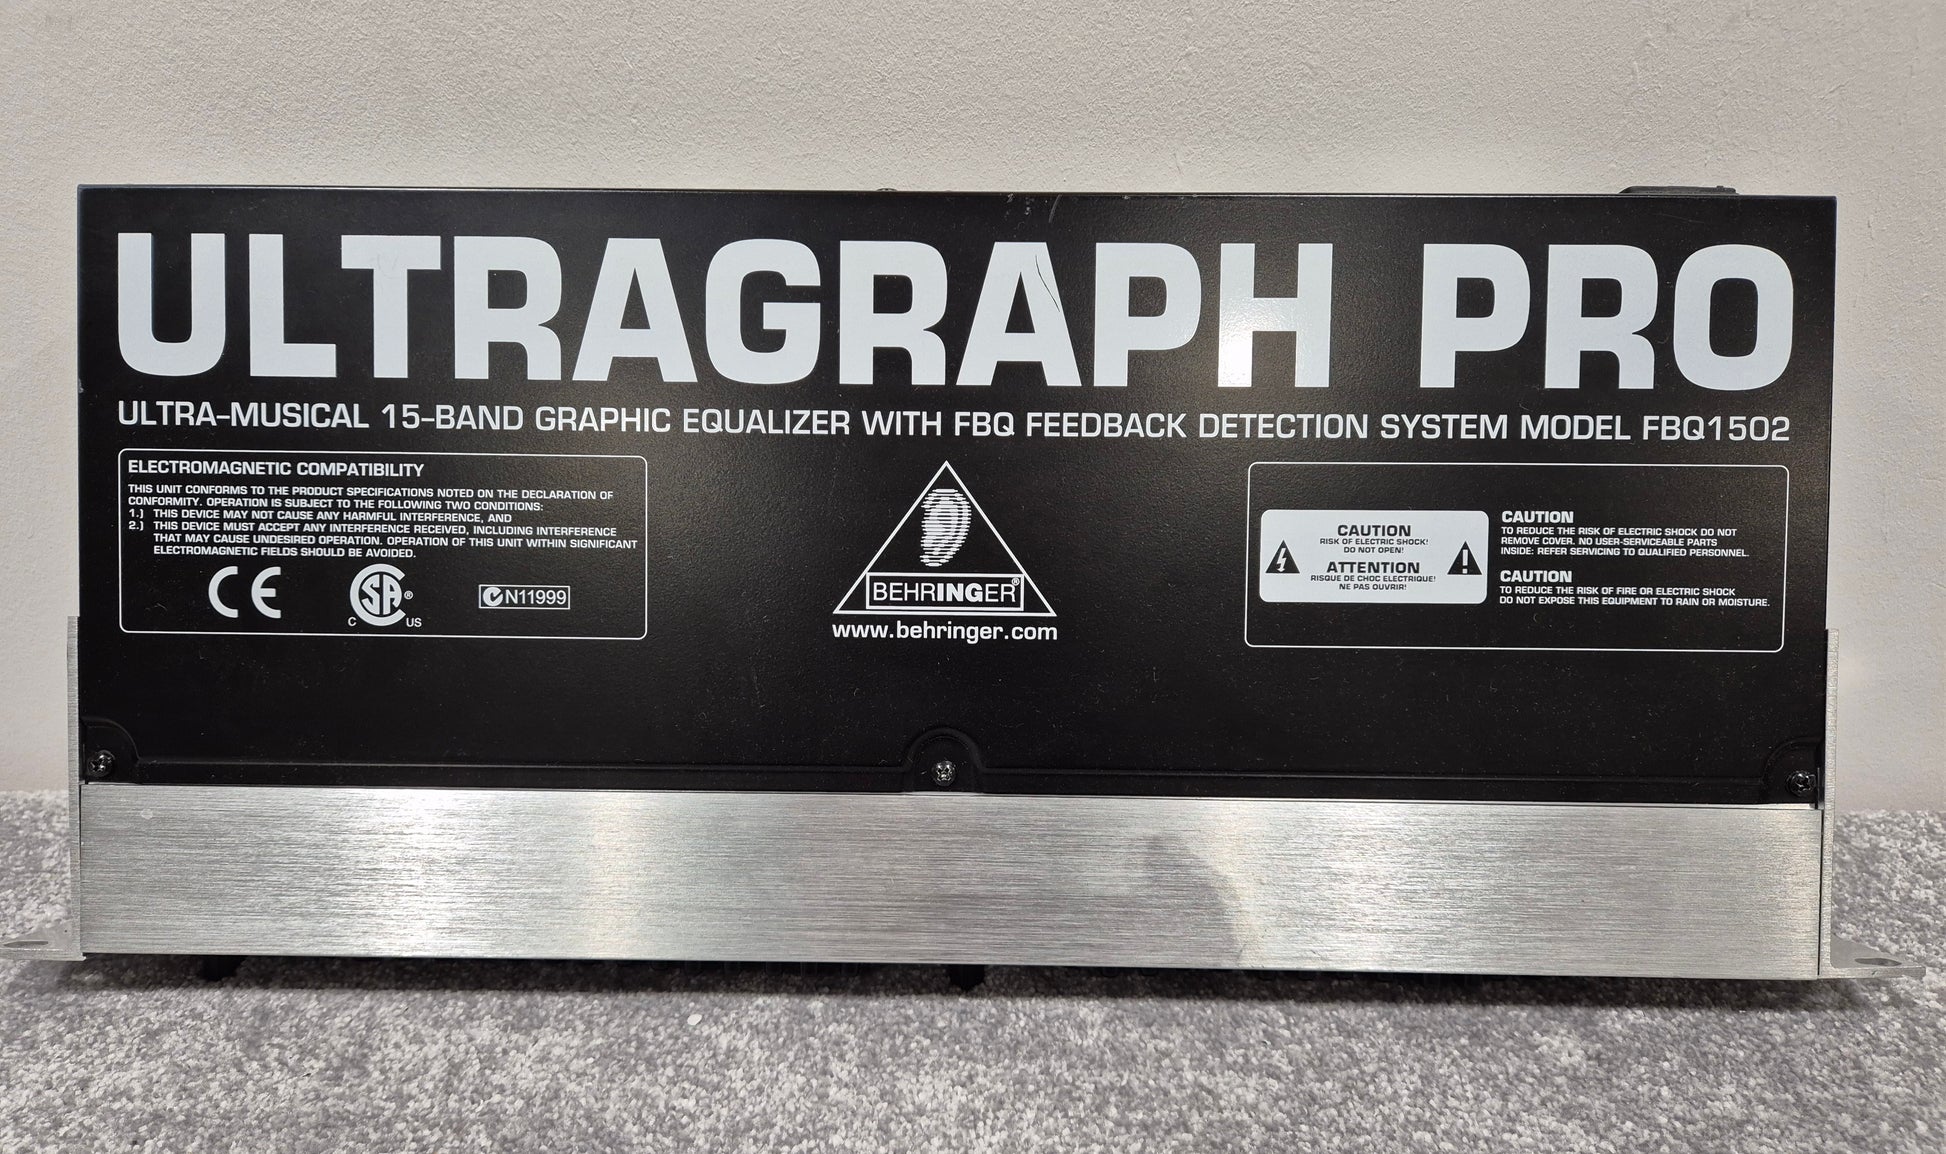 ULTRAGRAPH PRO
ULTRA-MUSICAL 15-BAND GRAPHIC EQUALIZER WITH FBQ FEEDBACK DETECTION SYSTEM MODEL FBQ1502
ELECTROMAGNETIC COMPATIBILITY
THIS UNIT CONFORMS TO THE PRODUCT SPECIFICATIONS NOTED ON THE DECLARATION OF
CONFORMITY. OPERATION IS SUBJECT TO THE FOLLOWING TWO CONDITIONS:
1.) THIS DEVICE MAY NOT CAUSE ANY HARMFUL INTERFERENCE, AND
2.) THIS DEVICE MUST ACCEPT ANY INTERFERENCE RECEIVED, INCLUDING INTERFERENCE
THAT MAY CAUSE UNDESIRED OPERATION. OPERATION OF THIS UNIT WITHIN SIGNIFICANT
ELECTROMAGNETIC FIELDS SHOULD BE AVOIDED.
CE
C SA® US
N11999
BEHRINGER®
www.behringer.com
CAUTION
RISK OF ELECTRIC SHOCK!
DO NOT OPEN!
ATTENTION
RISQUE DE CHOC ELECTRIQUE!
NE PAS OUVRIR!
CAUTION
TO REDUCE THE RISK OF ELECTRIC SHOCK DO NOT
REMOVE COVER. NO USER-SERVICEABLE PARTS
INSIDE: REFER SERVICING TO QUALIFIED PERSONNEL.
CAUTION
TO REDUCE THE RISK OF FIRE OR ELECTRIC SHOCK
DO NOT EXPOSE THIS EQUIPMENT TO RAIN OR MOISTURE.